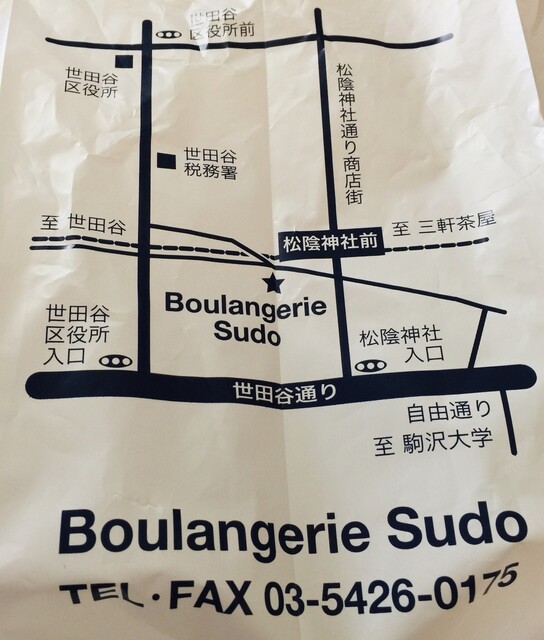 世田谷
区役所前
世田谷
区役所
松陰神社通り商店街
世田谷
税務署
至 世田谷
松陰神社前
至 三軒茶屋
Boulangerie
Sudo
世田谷
区役所
入口
松陰神社
入口
世田谷通り
自由通り
至 駒沢大学
Boulangerie Sudo
TEL・FAX 03-5426-0175